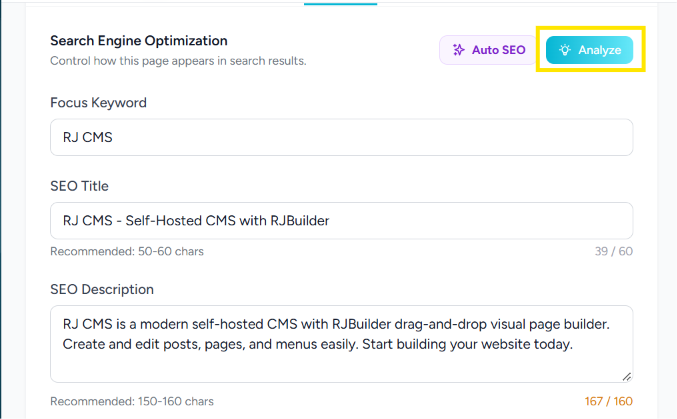 Search Engine Optimization
Auto SEO
Analyze
Control how this page appears in search results.
Focus Keyword
RJ CMS
SEO Title
RJ CMS - Self-Hosted CMS with RJBuilder
Recommended: 50-60 chars
39 / 60
SEO Description
RJ CMS is a modern self-hosted CMS with RJBuilder drag-and-drop visual page builder.
Create and edit posts, pages, and menus easily. Start building your website today.
Recommended: 150-160 chars
167 / 160